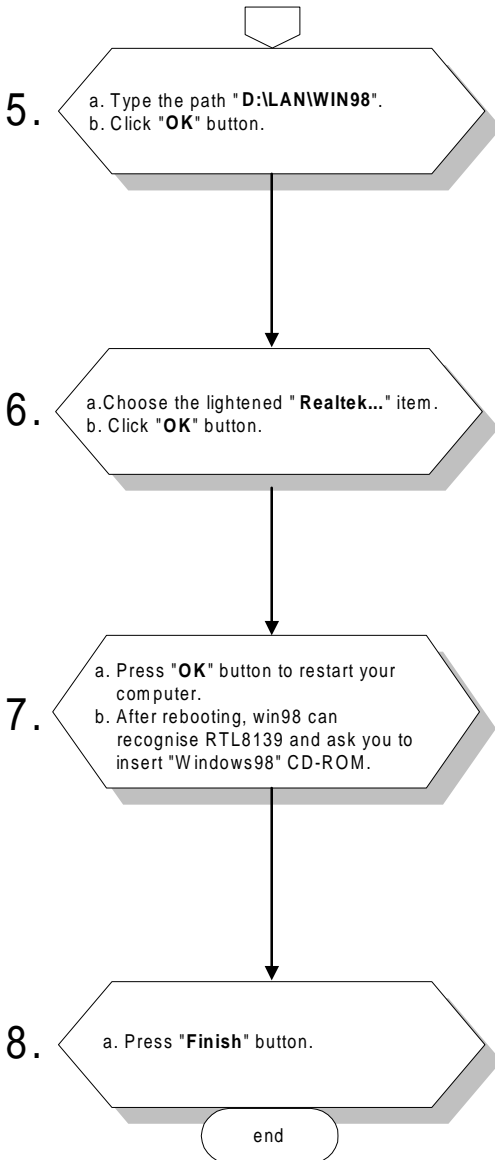 5.
a. Type the path "D:\LAN\WIN98".
b. Click "OK" button.
6.
a.Choose the lightened "Realtek..." item.
b. Click "OK" button.
7.
a. Press "OK" button to restart your
computer.
b. After rebooting, win98 can
recognise RTL8139 and ask you to
insert "Windows98" CD-ROM.
8.
a. Press "Finish" button.
end